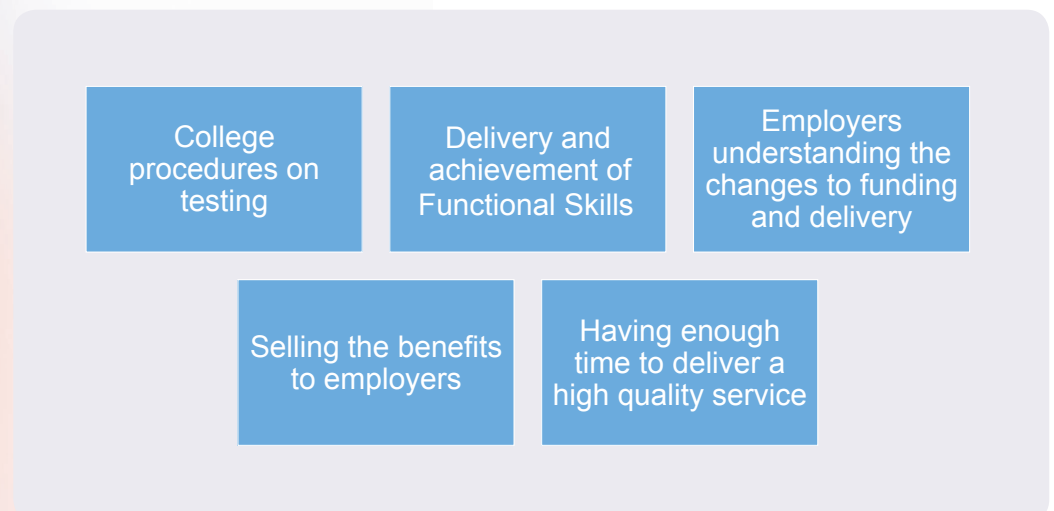 College
procedures on
testing
Delivery and
achievement of
Functional Skills
Employers
understanding the
changes to funding
and delivery
Selling the benefits
to employers
Having enough
time to deliver a
high quality service